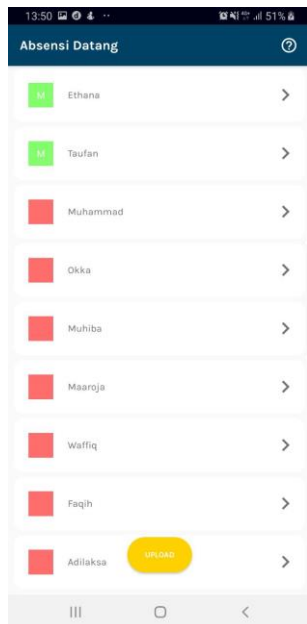 13:50 51%
Absensi Datang
M Ethana
M Taufan
Muhammad
Okka
Muhiba
Maaroja
Waffiq
Faqih
Adilaksa
UPLOAD